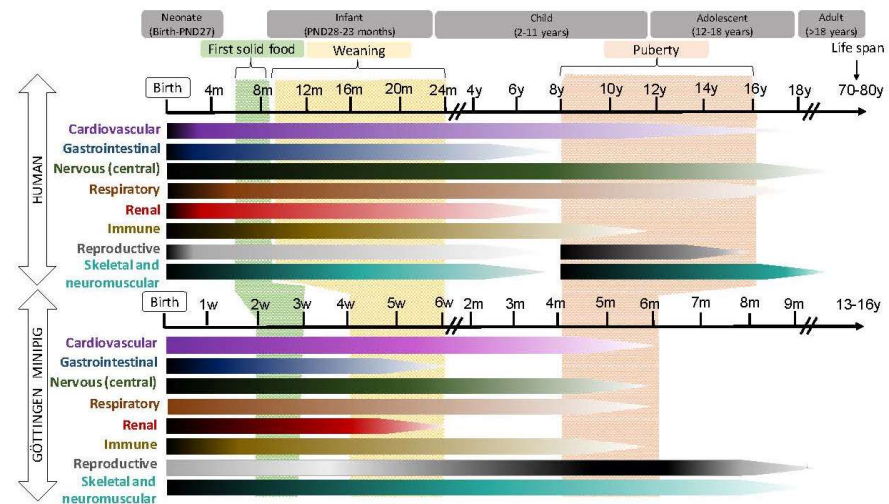 Neonate
(Birth-PND27)
Infant
(PND28-23 months)
Child
(2-11 years)
Adolescent
(12-18 years)
Adult
(>18 years)
First solid food
Weaning
Puberty
Life span
HUMAN
Birth 4m 8m 12m 16m 20m 24m 4y 6y 8y 10y 12y 14y 16y 18y 70-80y
Cardiovascular
Gastrointestinal
Nervous (central)
Respiratory
Renal
Immune
Reproductive
Skeletal and
neuromuscular
GÖTTINGEN MINIPIG
Birth 1w 2w 3w 4w 5w 6w 2m 3m 4m 5m 6m 7m 8m 9m 13-16y
Cardiovascular
Gastrointestinal
Nervous (central)
Respiratory
Renal
Immune
Reproductive
Skeletal and
neuromuscular